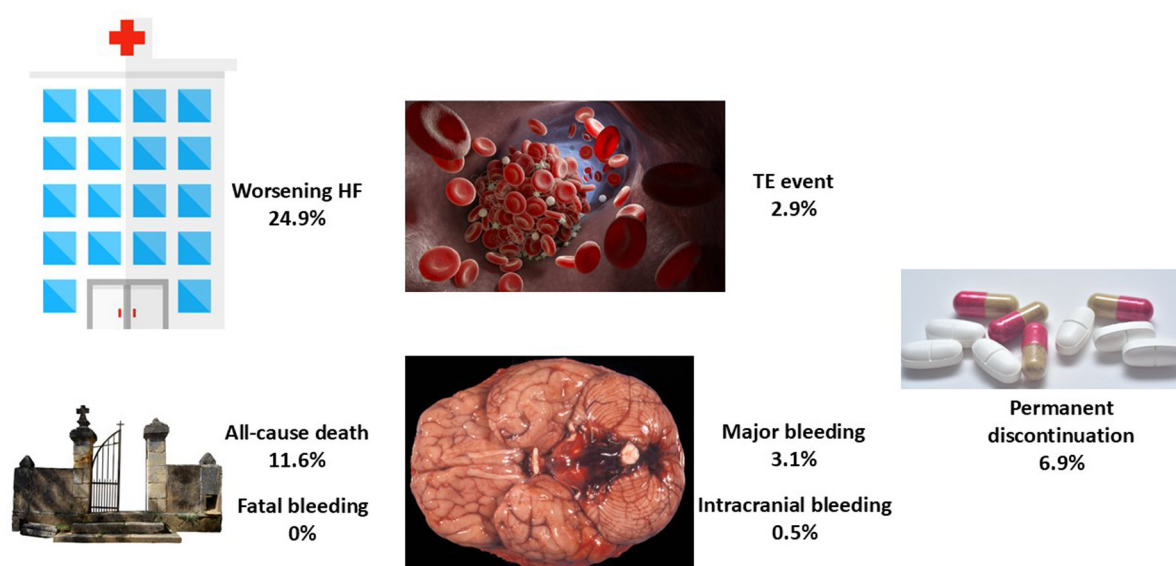 Worsening HF
24.9%
TE event
2.9%
All-cause death
11.6%
Fatal bleeding
0%
Major bleeding
3.1%
Intracranial bleeding
0.5%
Permanent
discontinuation
6.9%